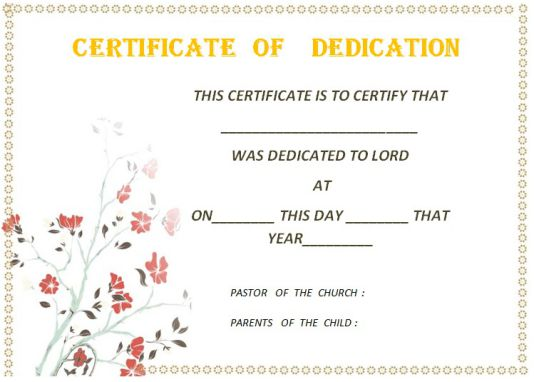 CERTIFICATE OF DEDICATION
THIS CERTIFICATE IS TO CERTIFY THAT
_________________________
WAS DEDICATED TO LORD
AT
ON________ THIS DAY ________ THAT
YEAR_________
PASTOR OF THE CHURCH :
PARENTS OF THE CHILD :